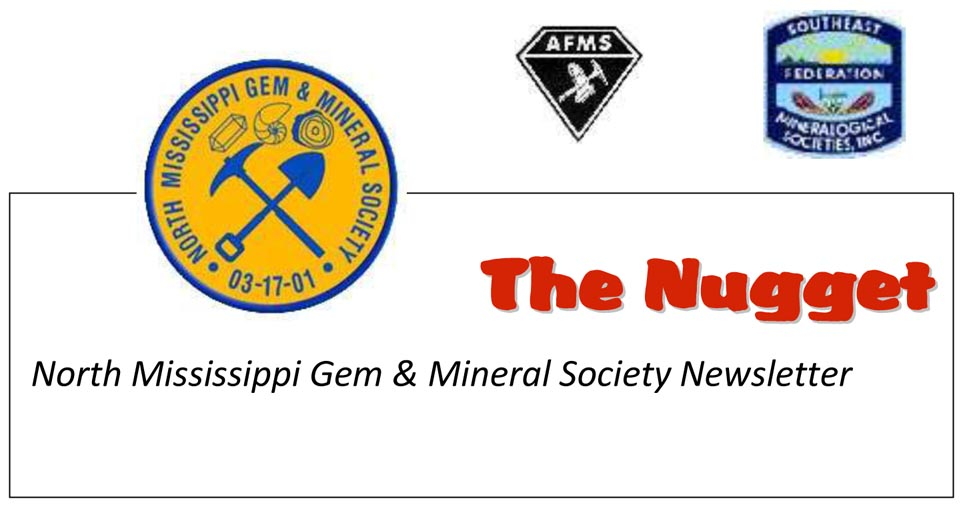 AFMS
SOUTHEAST
FEDERATION
MINERALOGICAL
SOCIETIES, INC
NORTH MISSISSIPPI GEM & MINERAL SOCIETY
• 03-17-01 •
The Nugget
North Mississippi Gem & Mineral Society Newsletter